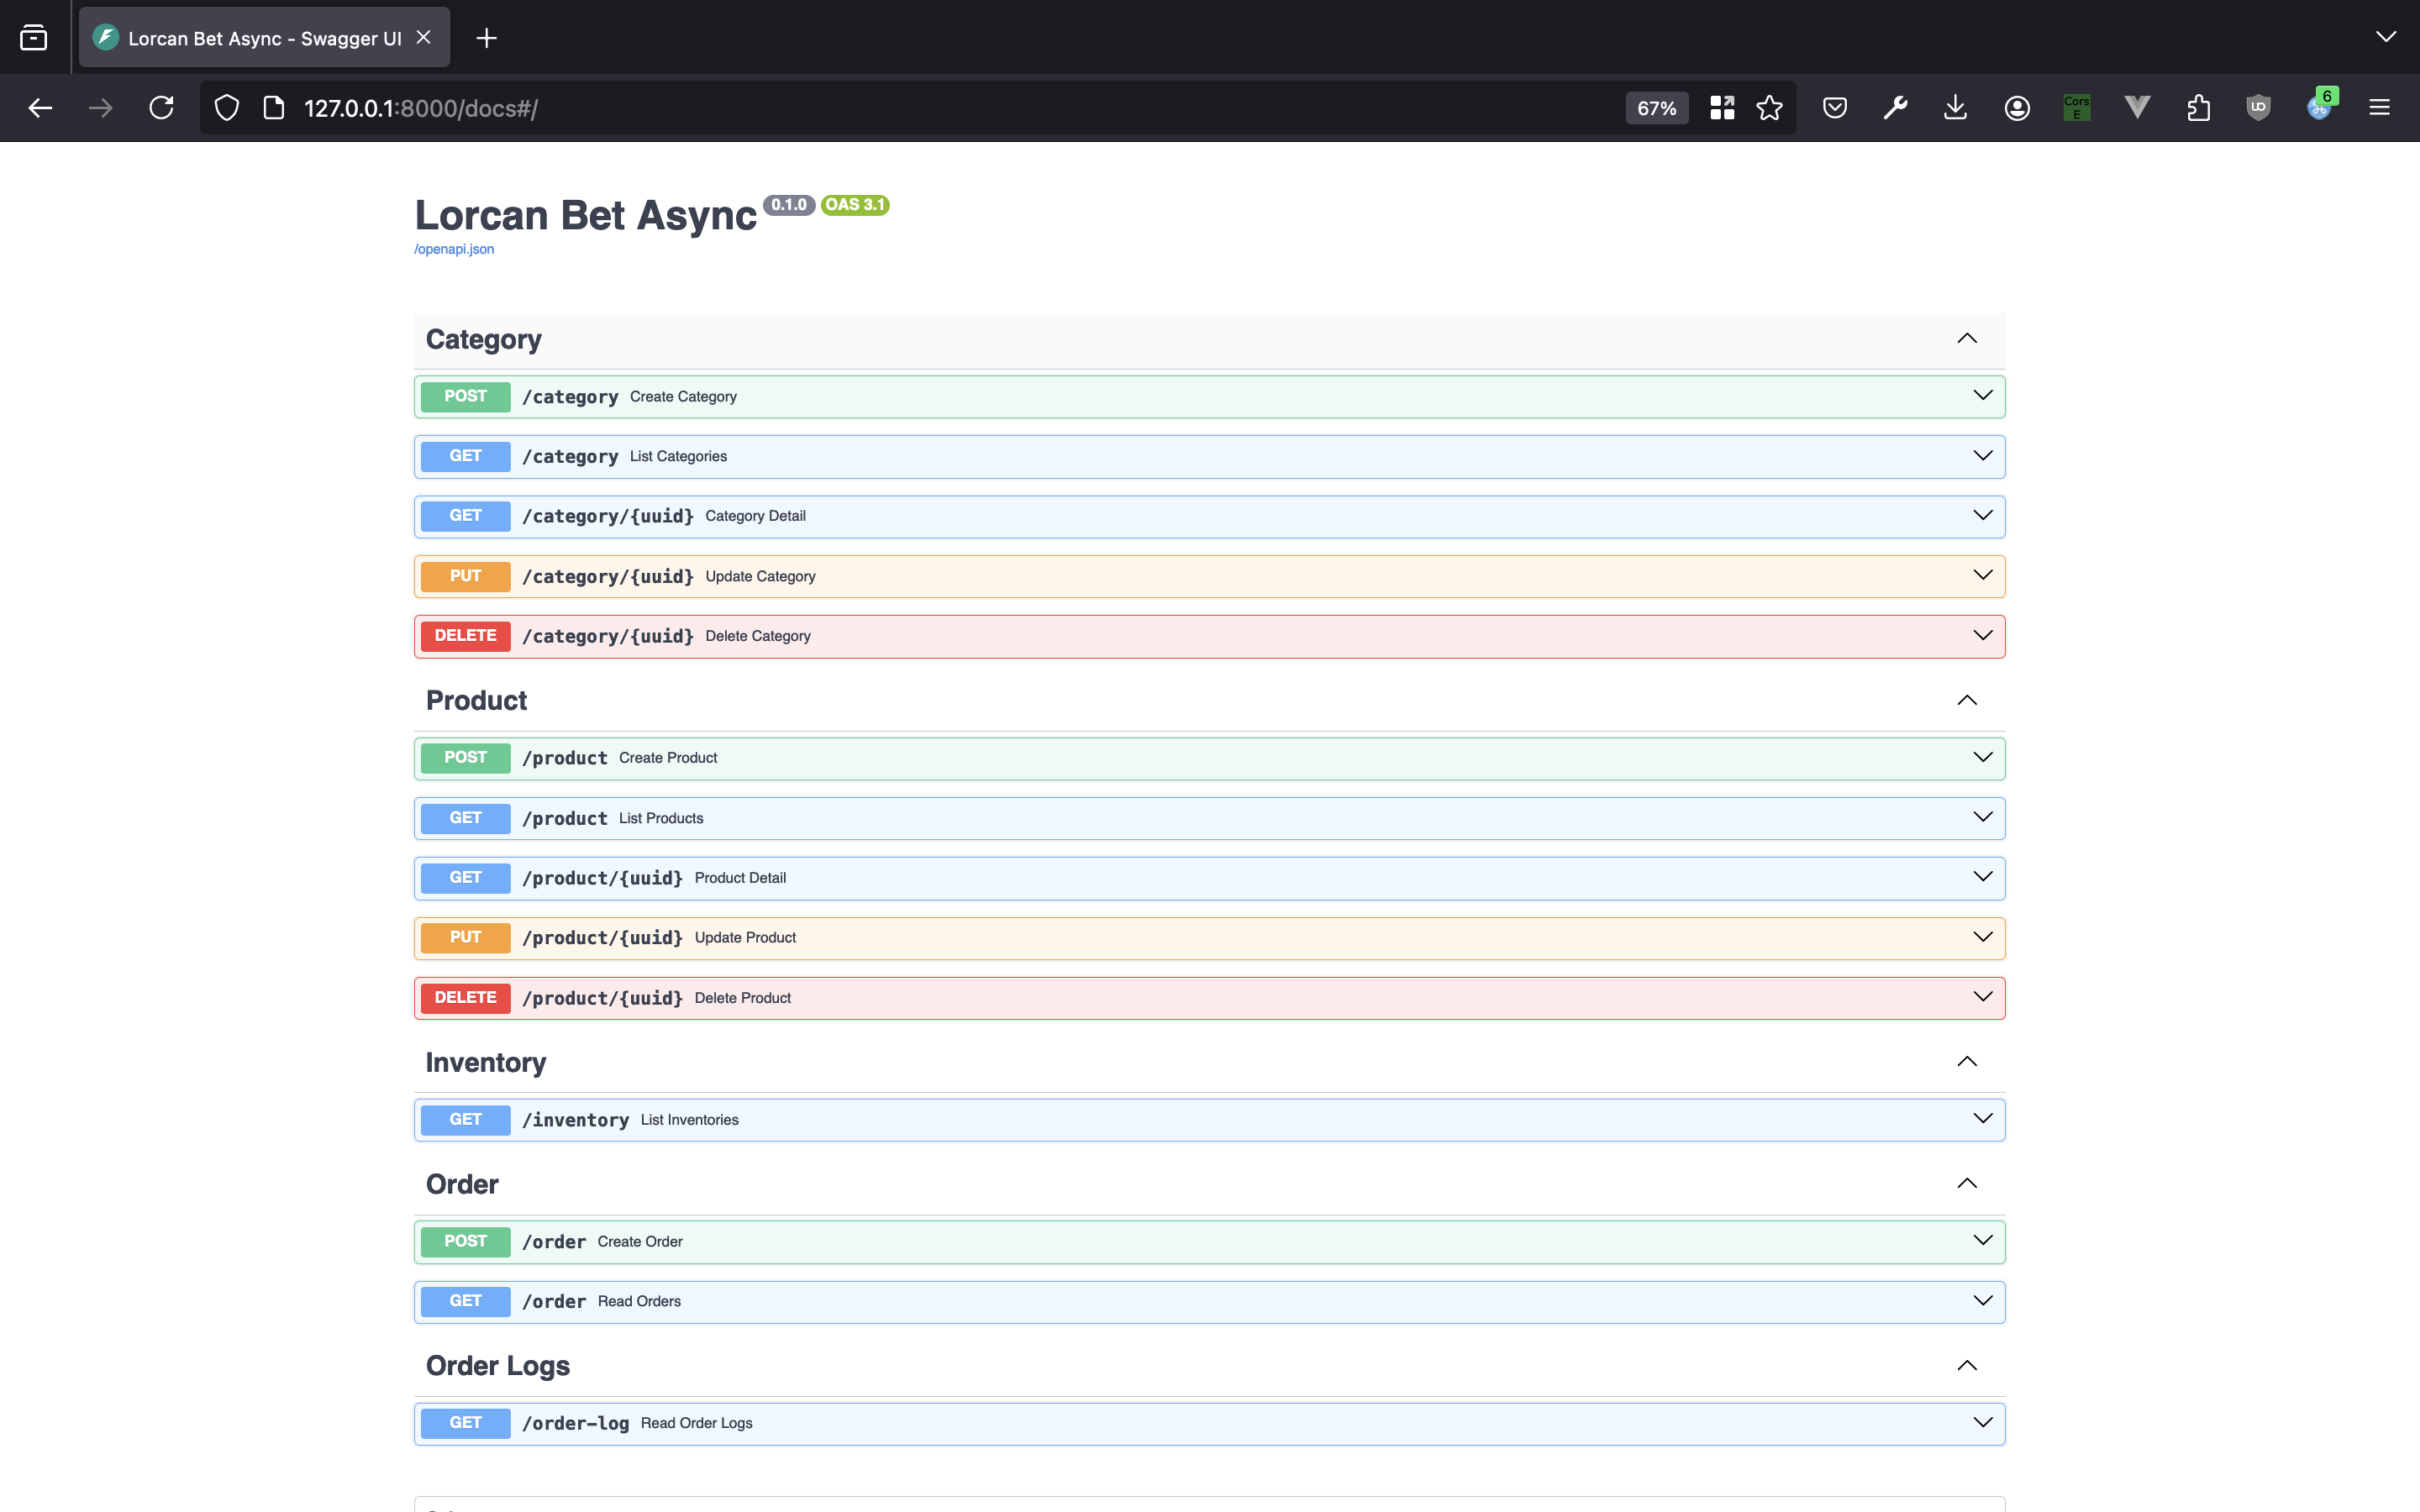 Lorcan Bet Async - Swagger UI
127.0.0.1:8000/docs#/
67%
Cors
E
6
Lorcan Bet Async 0.1.0 OAS 3.1
/openapi.json
Category
POST /category Create Category
GET /category List Categories
GET /category/{uuid} Category Detail
PUT /category/{uuid} Update Category
DELETE /category/{uuid} Delete Category
Product
POST /product Create Product
GET /product List Products
GET /product/{uuid} Product Detail
PUT /product/{uuid} Update Product
DELETE /product/{uuid} Delete Product
Inventory
GET /inventory List Inventories
Order
POST /order Create Order
GET /order Read Orders
Order Logs
GET /order-log Read Order Logs